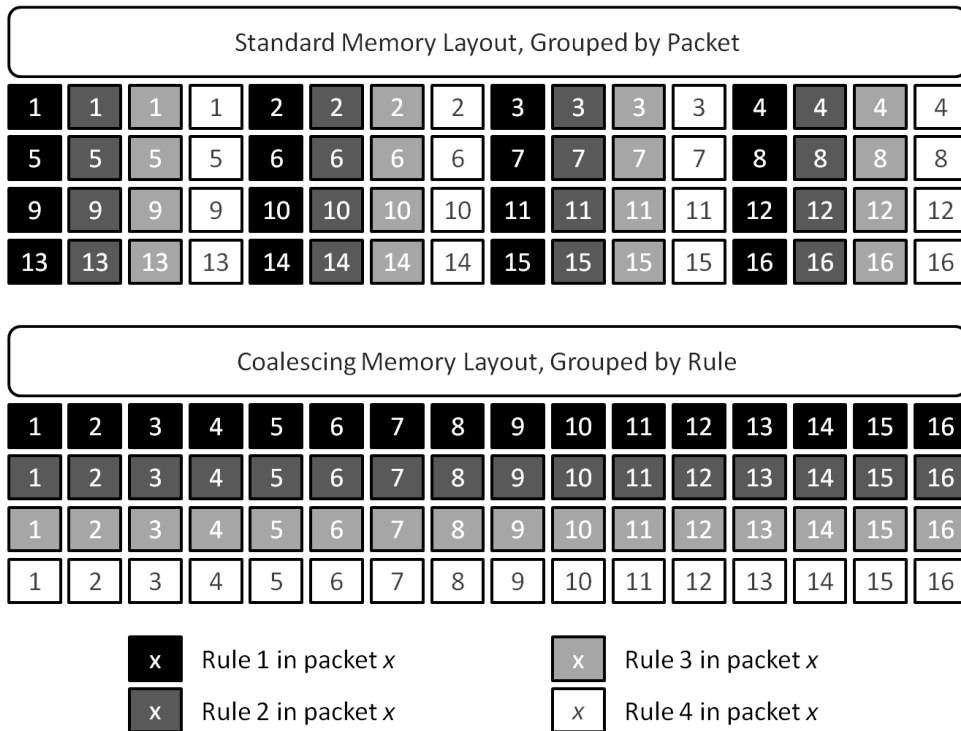 Standard Memory Layout, Grouped by Packet
1 1 1 1 2 2 2 2 3 3 3 3 4 4 4 4
5 5 5 5 6 6 6 6 7 7 7 7 8 8 8 8
9 9 9 9 10 10 10 10 11 11 11 11 12 12 12 12
13 13 13 13 14 14 14 14 15 15 15 15 16 16 16 16
Coalescing Memory Layout, Grouped by Rule
1 2 3 4 5 6 7 8 9 10 11 12 13 14 15 16
1 2 3 4 5 6 7 8 9 10 11 12 13 14 15 16
1 2 3 4 5 6 7 8 9 10 11 12 13 14 15 16
1 2 3 4 5 6 7 8 9 10 11 12 13 14 15 16
x Rule 1 in packet x x Rule 3 in packet x
x Rule 2 in packet x x Rule 4 in packet x